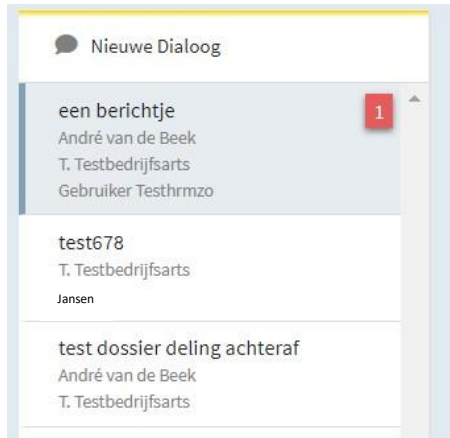 Nieuwe Dialoog
een berichtje
1
André van de Beek
T. Testbedrijfsarts
Gebruiker Testhrmzo
test678
T. Testbedrijfsarts
Jansen
test dossier deling achteraf
André van de Beek
T. Testbedrijfsarts